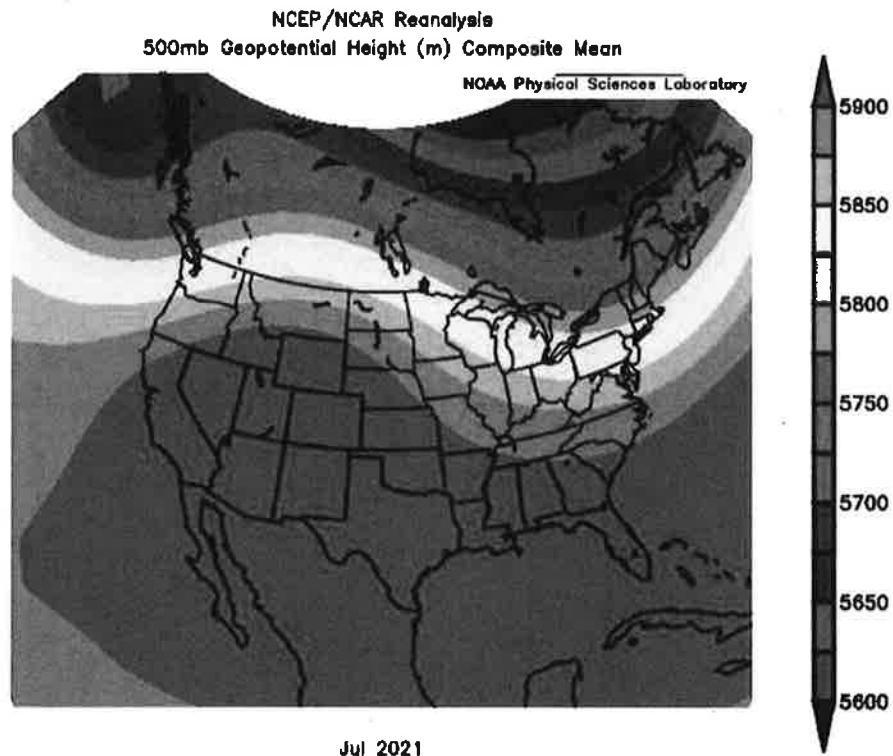 NCEP/NCAR Reanalysis
500mb Geopotential Height (m) Composite Mean
NOAA Physical Sciences Laboratory
5900
5850
5800
5750
5700
5650
5600
Jul 2021